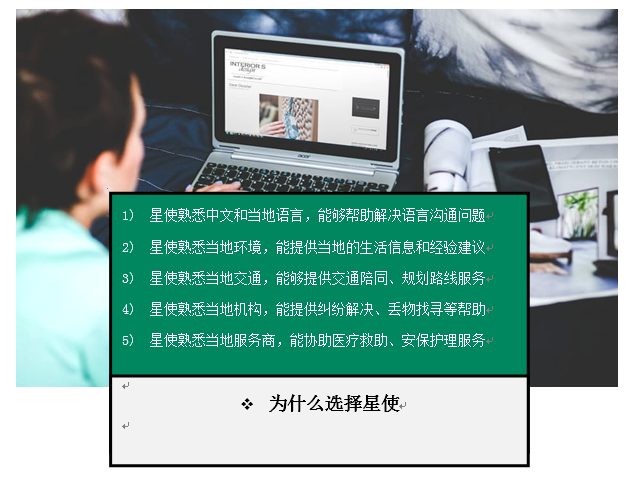 INTERIORS
design
acer
1） 星使熟悉中文和当地语言，能够帮助解决语言沟通问题
2） 星使熟悉当地环境，能提供当地的生活信息和经验建议
3） 星使熟悉当地交通，能够提供交通陪同、规划路线服务
4） 星使熟悉当地机构，能提供纠纷解决、丢物找寻等帮助
5） 星使熟悉当地服务商，能协助医疗救助、安保护理服务
❖ 为什么选择星使